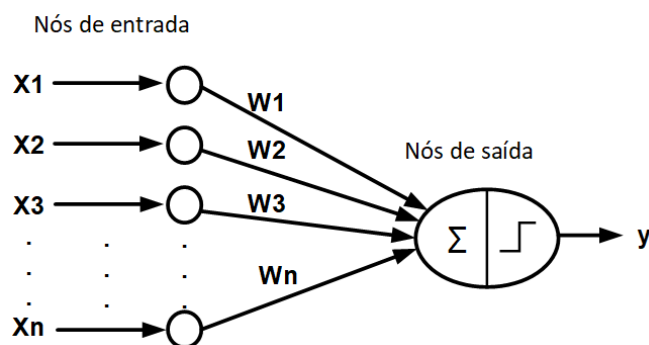 Nós de entrada
X1
W1
X2
W2
Nós de saída
X3
W3
Σ
y
Wn
Xn